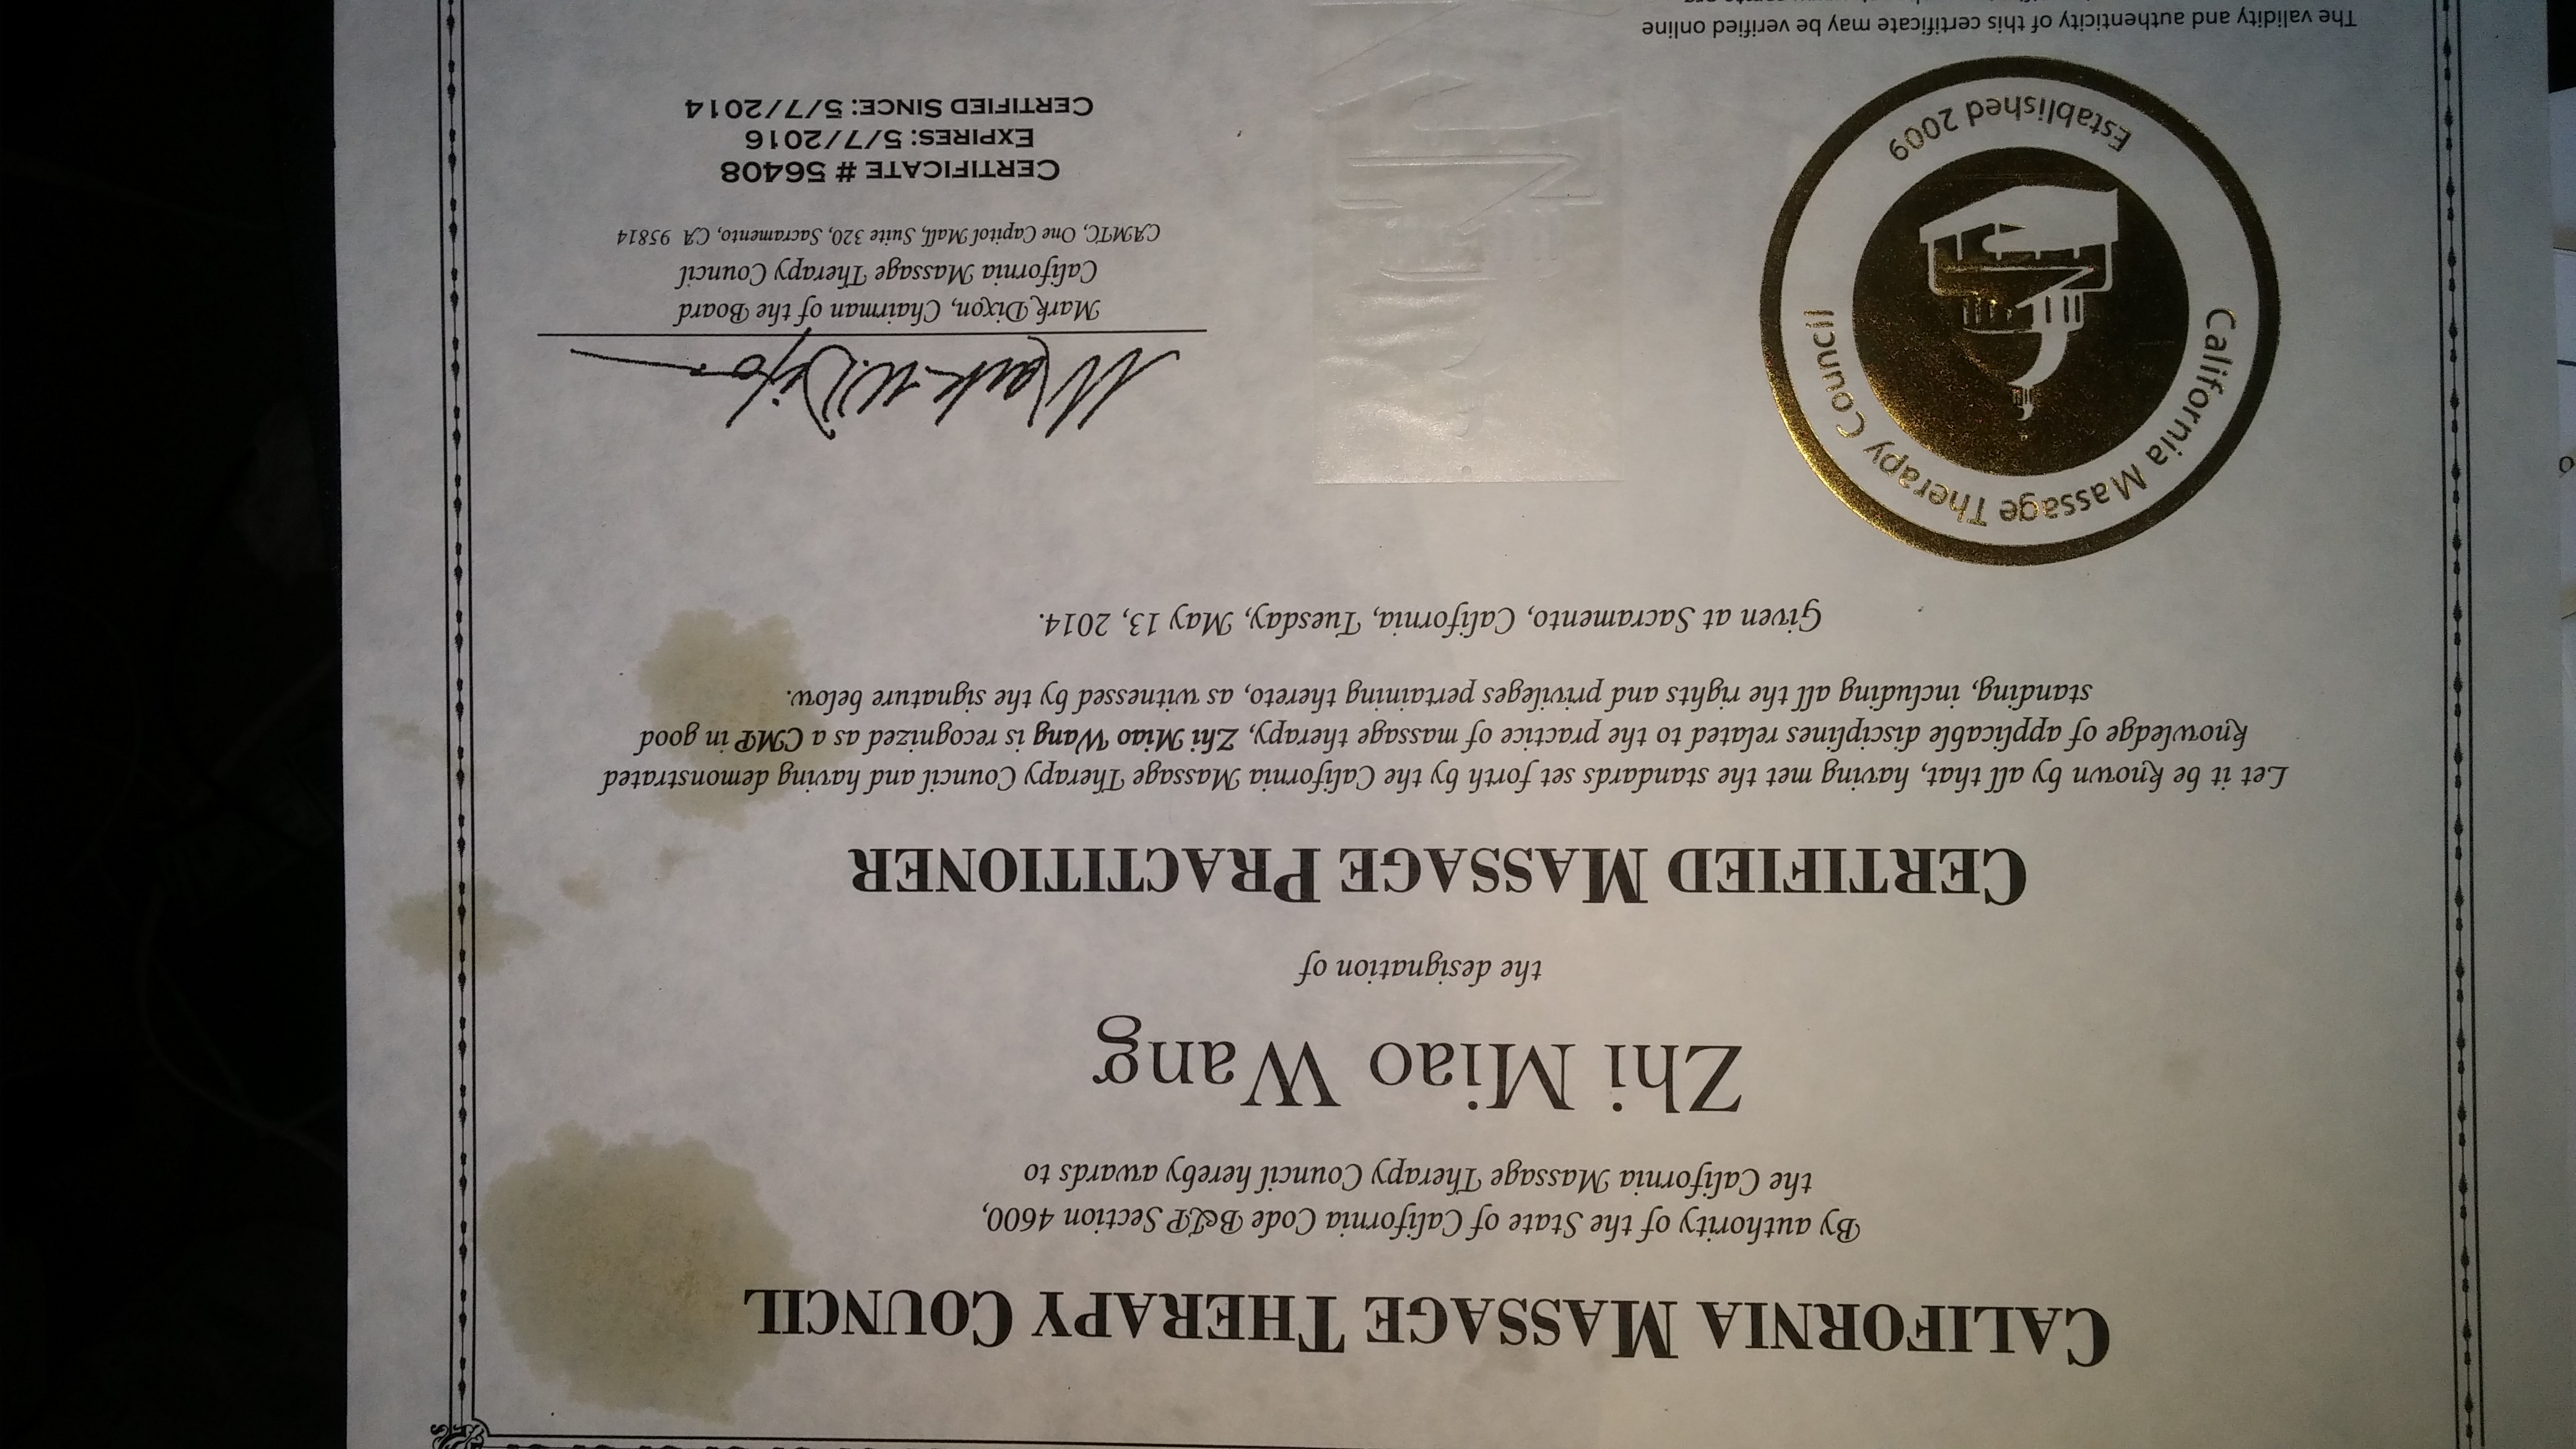 CALIFORNIA MASSAGE THERAPY COUNCIL
By authority of the State of California Code B&P Section 4600,
the California Massage Therapy Council hereby awards to
Zhi Miao Wang
the designation of
CERTIFIED MASSAGE PRACTITIONER
Let it be known by all that, having met the standards set forth by the California Massage Therapy Council and having demonstrated
knowledge of applicable disciplines related to the practice of massage therapy, Zhi Miao Wang is recognized as a CMP in good
standing, including all the rights and privileges pertaining thereto, as witnessed by the signature below.
Given at Sacramento, California, Tuesday, May 13, 2014.
California Massage Therapy Council
Established 2009
Mark W. Dixon
Mark Dixon, Chairman of the Board
California Massage Therapy Council
CAMTC, One Capitol Mall, Suite 320, Sacramento, CA 95814
CERTIFICATE # 56408
EXPIRES: 5/7/2016
CERTIFIED SINCE: 5/7/2014
The validity and authenticity of this certificate may be verified online